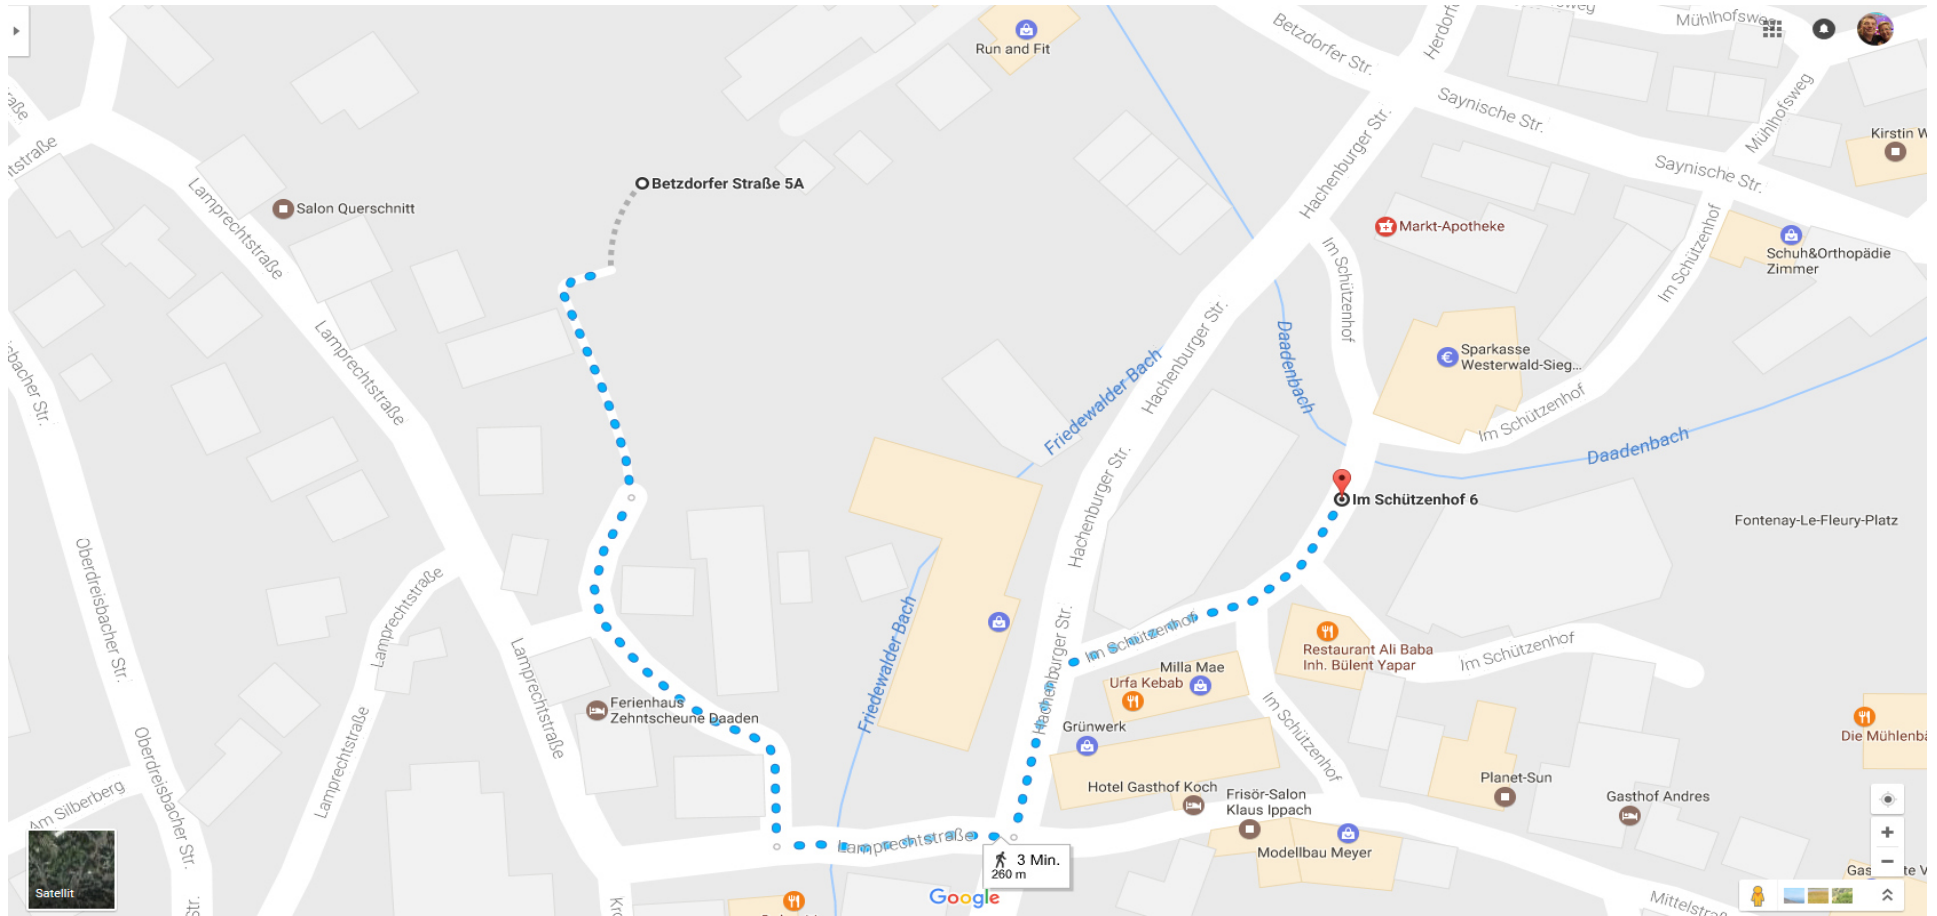 Mühlhofsweg
Betzdorfer Str.
Run and Fit
Saynische Str.
Mühlhofsweg
Hachenburger Str.
Kirstin W
Saynische Str.
Betzdorfer Straße 5A
Lamprechtstraße
Salon Querschnitt
Markt-Apotheke
Im Schützenhof
Im Schützenhof
Schuh&Orthopädie
Zimmer
Lamprechtstraße
Hachenburger Str.
Daadenbach
Sparkasse
Westerwald-Sieg...
Friedewalder Bach
Im Schützenhof
Daadenbach
Hachenburger Str.
Im Schützenhof 6
Fontenay-Le-Fleury-Platz
Oberdreisbacher Str.
Lamprechtstraße
Friedewalder Bach
Hachenburger Str.
Im Schützenhof
Restaurant Ali Baba
Inh. Bülent Yapar
Im Schützenhof
Lamprechtstraße
Milla Mae
Urfa Kebab
Ferienhaus
Zehntscheune Daaden
Grünwerk
Im Schützenhof
Die Mühlenbä
Lamprechtstraße
Oberdreisbacher Str.
Hotel Gasthof Koch
Planet-Sun
Frisör-Salon
Klaus Ippach
Gasthof Andres
Am Silberberg
Lamprechtstraße
Modellbau Meyer
3 Min.
260 m
Satellit
Google
Mittelstraß